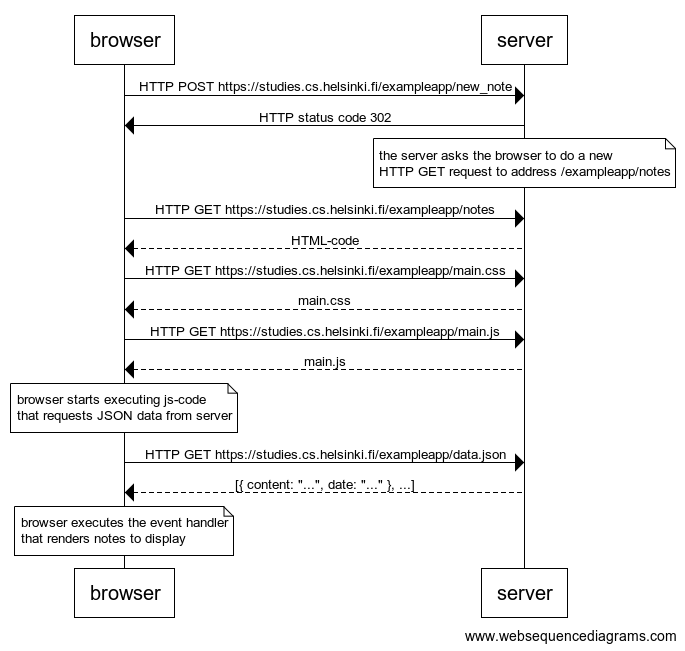 browser
server
HTTP POST https://studies.cs.helsinki.fi/exampleapp/new_note
HTTP status code 302
the server asks the browser to do a new
HTTP GET request to address /exampleapp/notes
HTTP GET https://studies.cs.helsinki.fi/exampleapp/notes
HTML-code
HTTP GET https://studies.cs.helsinki.fi/exampleapp/main.css
main.css
HTTP GET https://studies.cs.helsinki.fi/exampleapp/main.js
main.js
browser starts executing js-code
that requests JSON data from server
HTTP GET https://studies.cs.helsinki.fi/exampleapp/data.json
[{ content: "...", date: "..." }, ...]
browser executes the event handler
that renders notes to display
browser
server
www.websequencediagrams.com